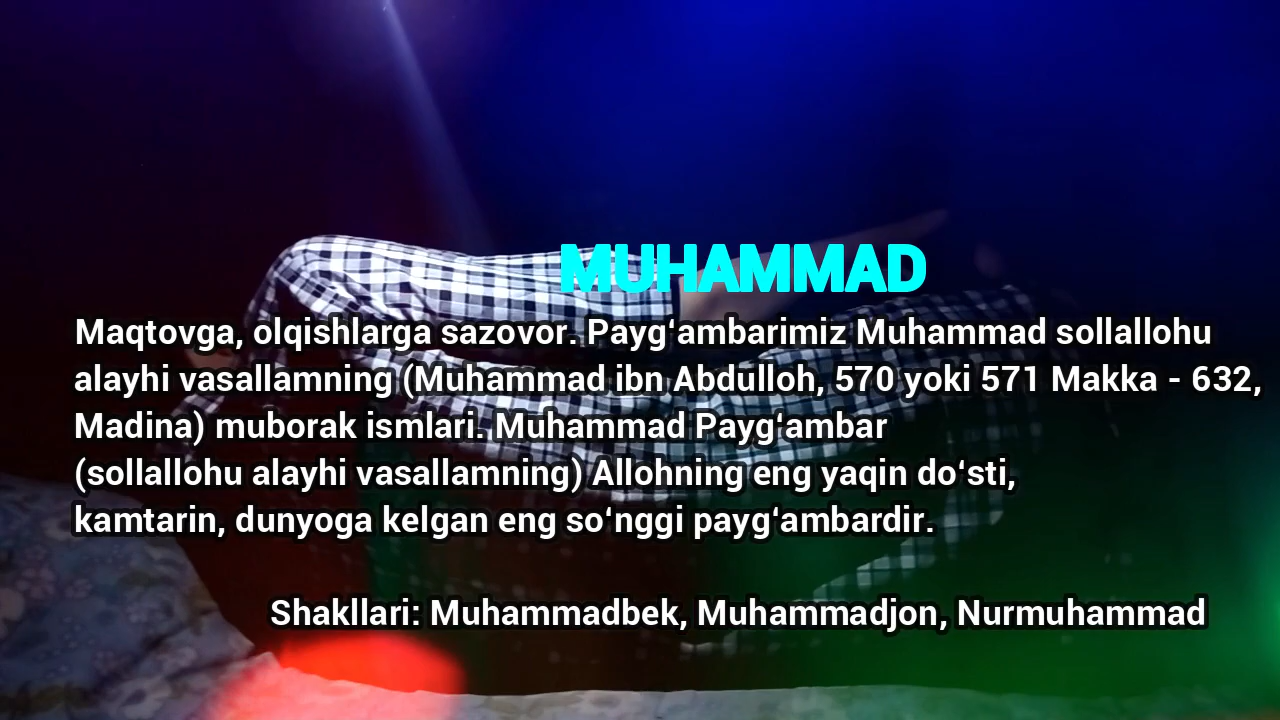 MUHAMMAD
Maqtovga, olqishlarga sazovor. Payg‘ambarimiz Muhammad sollallohu
alayhi vasallamning (Muhammad ibn Abdulloh, 570 yoki 571 Makka - 632,
Madina) muborak ismlari. Muhammad Payg‘ambar
(sollallohu alayhi vasallamning) Allohning eng yaqin do‘sti,
kamtarin, dunyoga kelgan eng so‘nggi payg‘ambardir.
Shakllari: Muhammadbek, Muhammadjon, Nurmuhammad